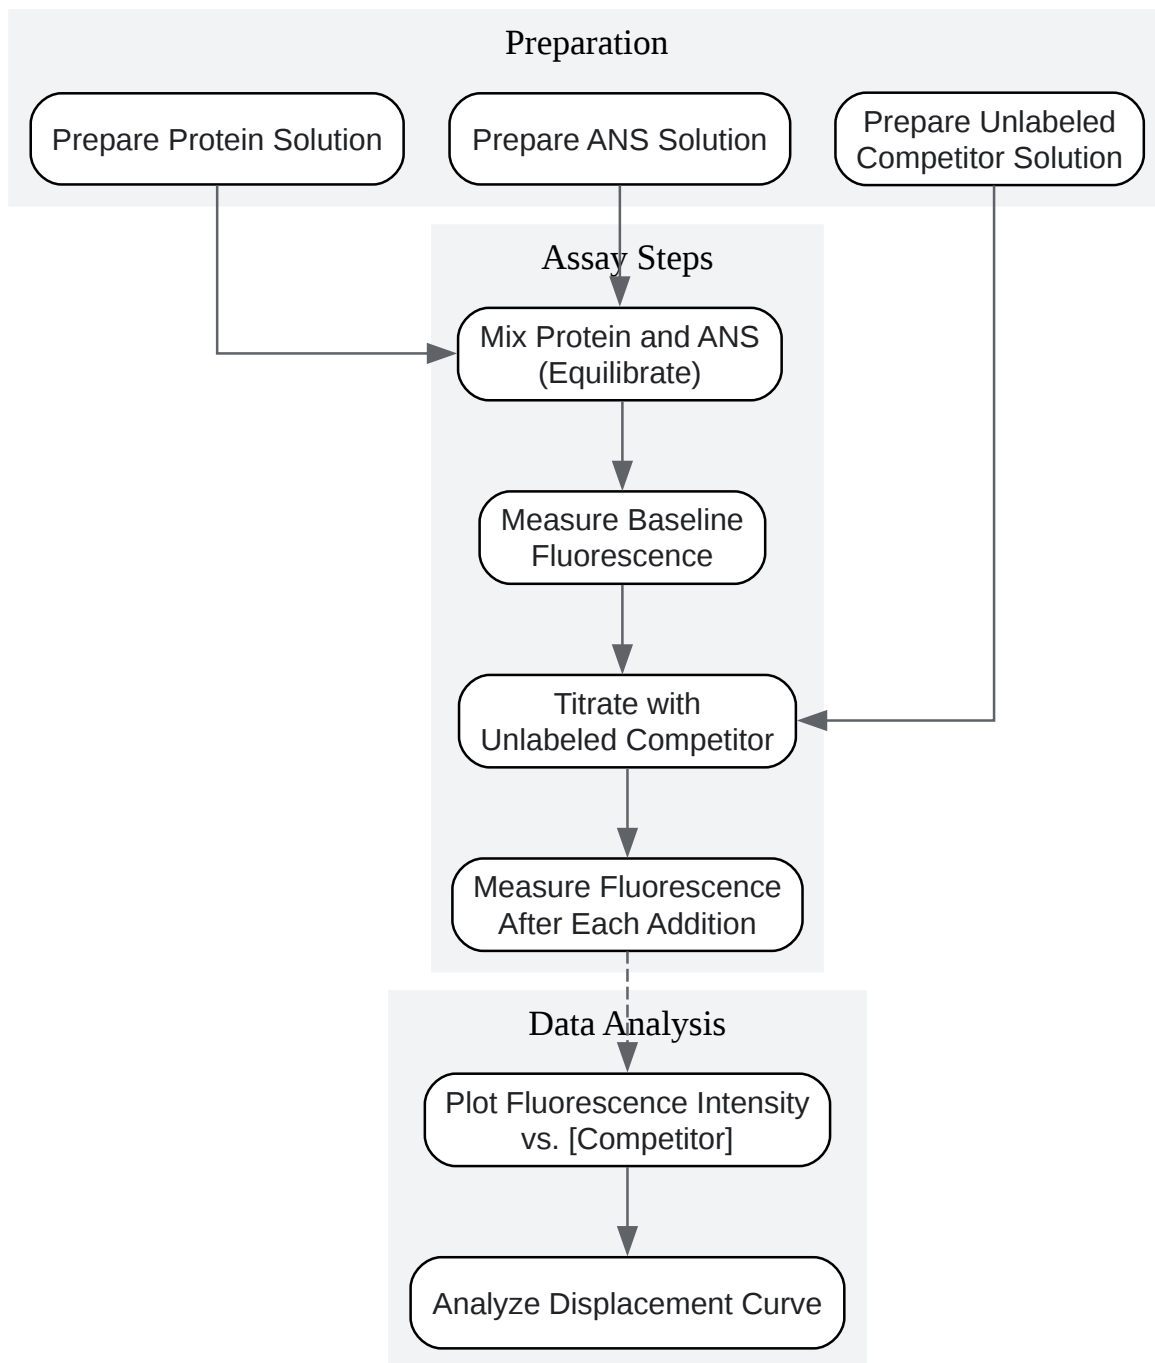 Preparation
Prepare Protein Solution
Prepare ANS Solution
Prepare Unlabeled
Competitor Solution
Assay Steps
Mix Protein and ANS
(Equilibrate)
Measure Baseline
Fluorescence
Titrate with
Unlabeled Competitor
Measure Fluorescence
After Each Addition
Data Analysis
Plot Fluorescence Intensity
vs. [Competitor]
Analyze Displacement Curve